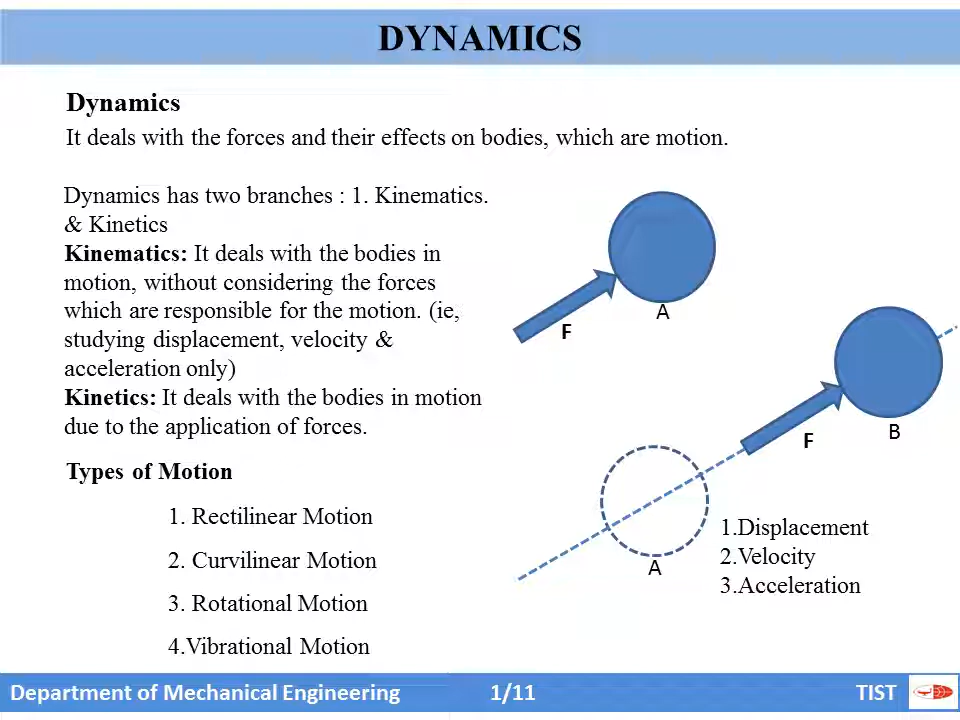 DYNAMICS
Dynamics
It deals with the forces and their effects on bodies, which are motion.
Dynamics has two branches : 1. Kinematics.
& Kinetics
Kinematics: It deals with the bodies in
motion, without considering the forces
which are responsible for the motion. (ie,
studying displacement, velocity &
acceleration only)
Kinetics: It deals with the bodies in motion
due to the application of forces.
Types of Motion
1. Rectilinear Motion
2. Curvilinear Motion
3. Rotational Motion
4.Vibrational Motion
A
F
B
F
A
1.Displacement
2.Velocity
3.Acceleration
Department of Mechanical Engineering 1/11 TIST